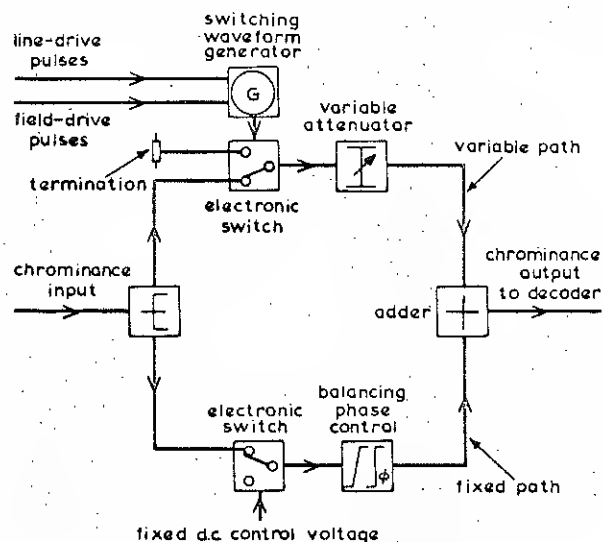 switching
waveform
generator
line-drive
pulses
G
field-drive
pulses
variable
attenuator
variable path
termination
electronic
switch
chrominance
input
chrominance
output
to decoder
adder
electronic
switch
balancing
phase
control
ϕ
fixed path
fixed d.c. control voltage